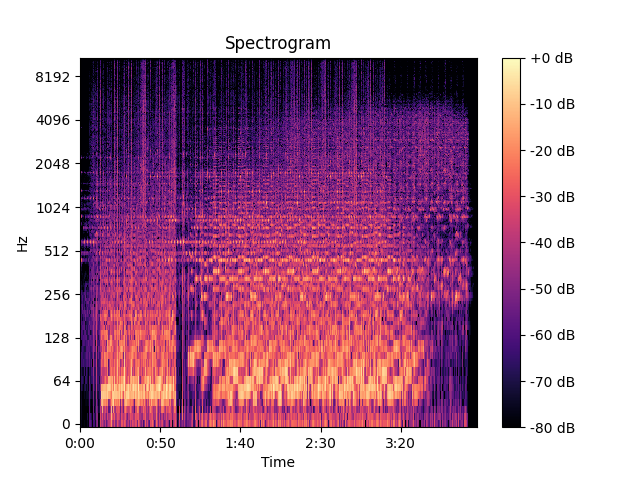 Spectrogram
8192
4096
2048
1024
512
256
128
64
0
Hz
0:00
0:50
1:40
2:30
3:20
Time
+0 dB
-10 dB
-20 dB
-30 dB
-40 dB
-50 dB
-60 dB
-70 dB
-80 dB